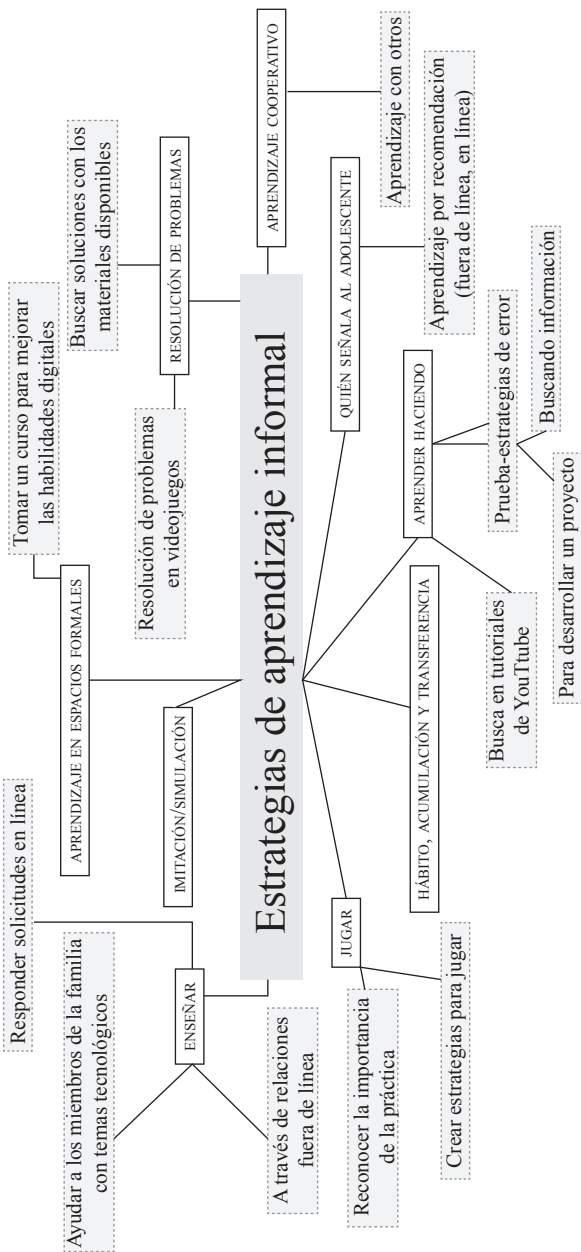 Responder solicitudes en línea
Ayudar a los miembros de la familia
con temas tecnológicos
ENSEÑAR
A través de relaciones
fuera de línea
Tomar un curso para mejorar
las habilidades digitales
APRENDIZAJE EN ESPACIOS FORMALES
IMITACIÓN/SIMULACIÓN
Buscar soluciones con los
materiales disponibles
RESOLUCIÓN DE PROBLEMAS
Resolución de problemas
en videojuegos
APRENDIZAJE COOPERATIVO
Aprendizaje con otros
Estrategias de aprendizaje informal
JUGAR
Reconocer la importancia
de la práctica
Crear estrategias para jugar
HÁBITO, ACUMULACIÓN Y TRANSFERENCIA
APRENDER HACIENDO
Busca en tutoriales
de YouTtube
Prueba-estrategias de error
Para desarrollar un proyecto
Buscando información
QUIÉN SEÑALA AL ADOLESCENTE
Aprendizaje por recomendación
(fuera de línea, en línea)